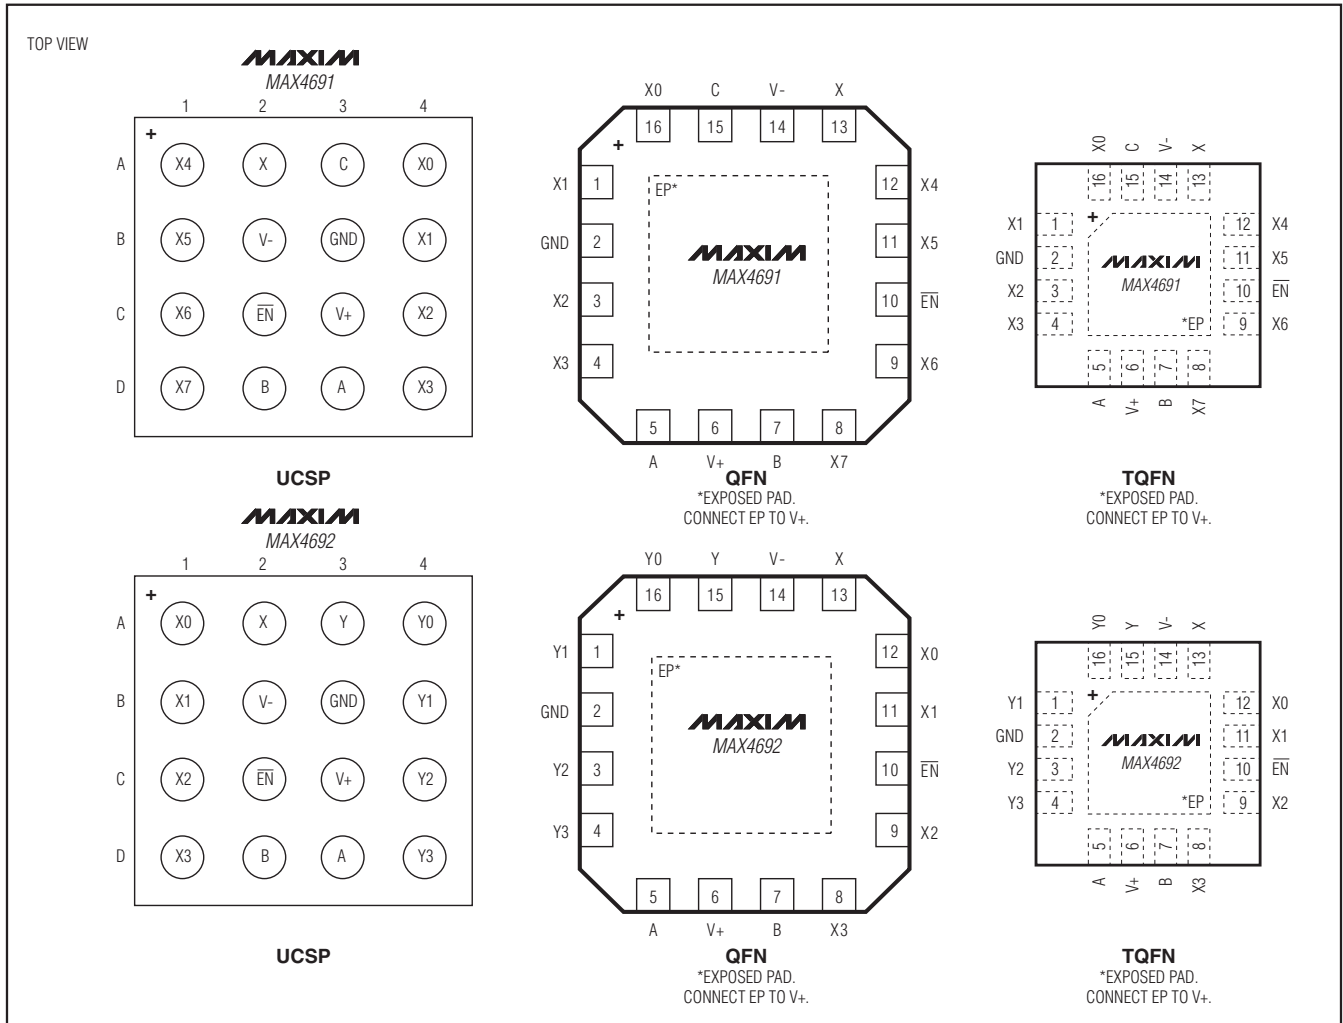 TOP VIEW
MAXIM
MAX4691
1 2 3 4
A X4 X C X0
B X5 V- GND X1
C X6 E̅N̅ V+ X2
D X7 B A X3
UCSP
X0 C V- X
16 15 14 13
+
X1 1
GND 2
X2 3
X3 4
EP*
MAXIM
MAX4691
12 X4
11 X5
10 E̅N̅
9 X6
5 6 7 8
A V+ B X7
QFN
*EXPOSED PAD.
CONNECT EP TO V+.
X0 C V- X
16 15 14 13
+
X1 1
GND 2
X2 3
X3 4
MAXIM
MAX4691
*EP
12 X4
11 X5
10 E̅N̅
9 X6
5 6 7 8
A V+ B X7
TQFN
*EXPOSED PAD.
CONNECT EP TO V+.
MAXIM
MAX4692
1 2 3 4
+
A X0 X Y Y0
B X1 V- GND Y1
C X2 E̅N̅ V+ Y2
D X3 B A Y3
UCSP
Y0 Y V- X
16 15 14 13
+
Y1 1
GND 2
Y2 3
Y3 4
EP*
MAXIM
MAX4692
12 X0
11 X1
10 E̅N̅
9 X2
5 6 7 8
A V+ B X3
QFN
*EXPOSED PAD.
CONNECT EP TO V+.
Y0 Y V- X
16 15 14 13
+
Y1 1
GND 2
Y2 3
Y3 4
MAXIM
MAX4692
*EP
12 X0
11 X1
10 E̅N̅
9 X2
5 6 7 8
A V+ B X3
TQFN
*EXPOSED PAD.
CONNECT EP TO V+.